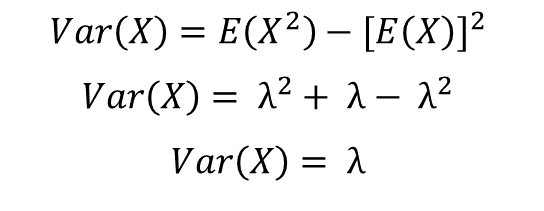 Var(X) = E(X²) − [E(X)]²
Var(X) = λ² + λ − λ²
Var(X) = λ